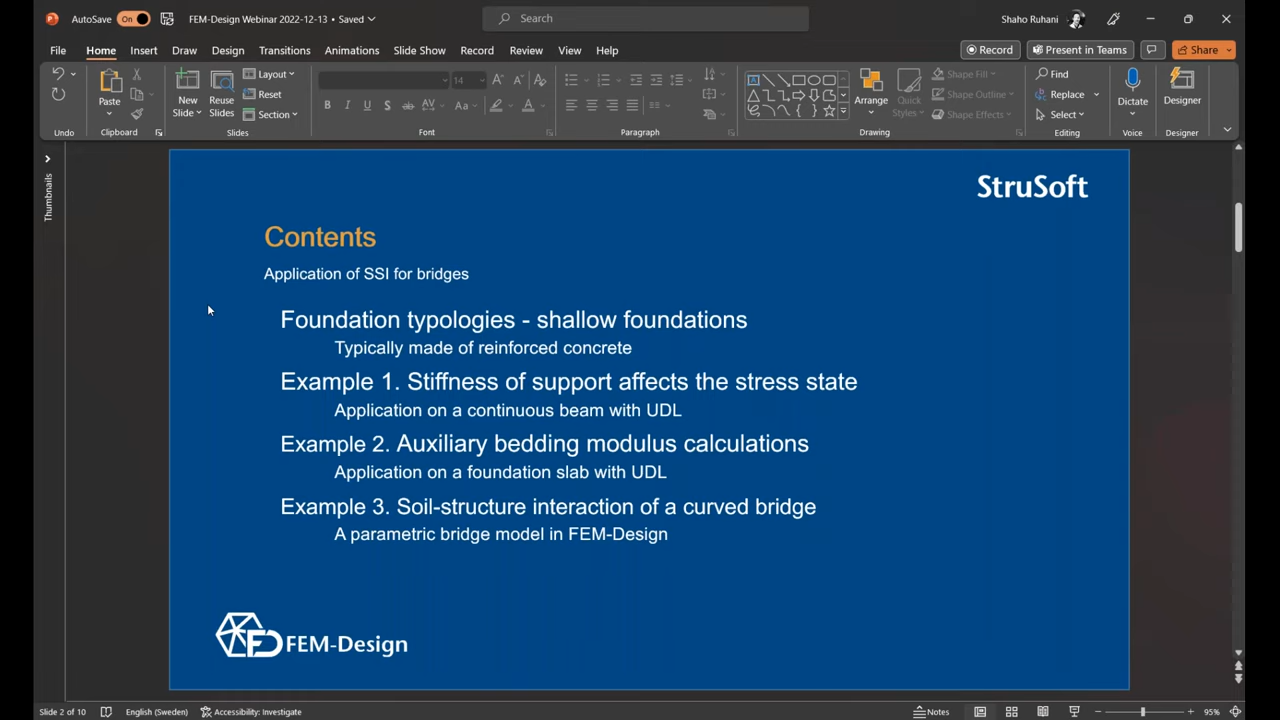 AutoSave On FEM-Design Webinar 2022-12-13 • Saved Search Shaho Ruhani
File Home Insert Draw Design Transitions Animations Slide Show Record Review View Help Record Present in Teams Share
Undo
Paste
Clipboard
New Slide
Reuse Slides
Layout
Reset
Section
Slides
14
Font
Paragraph
Arrange
Quick Styles
Shape Fill
Shape Outline
Shape Effects
Drawing
Find
Replace
Select
Editing
Dictate
Voice
Designer
Designer
Thumbnails
StruSoft
Contents
Application of SSI for bridges
Foundation typologies - shallow foundations
Typically made of reinforced concrete
Example 1. Stiffness of support affects the stress state
Application on a continuous beam with UDL
Example 2. Auxiliary bedding modulus calculations
Application on a foundation slab with UDL
Example 3. Soil-structure interaction of a curved bridge
A parametric bridge model in FEM-Design
FD FEM-Design
Slide 2 of 10 English (Sweden) Accessibility: Investigate Notes 95%